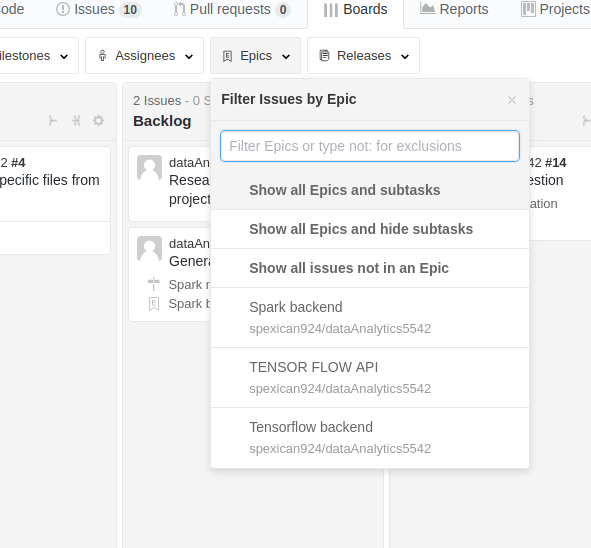 ode Issues 10 Pull requests 0 Boards Reports Projects
ilestones Assignees Epics Releases
2 Issues - 0 S
Backlog
2 #4
pecific files from
dataAn
Resea
project
dataAn
Genera
Spark r
Spark b
Filter Issues by Epic ×
Filter Epics or type not: for exclusions
Show all Epics and subtasks
Show all Epics and hide subtasks
Show all issues not in an Epic
Spark backend
spexican924/dataAnalytics5542
TENSOR FLOW API
spexican924/dataAnalytics5542
Tensorflow backend
spexican924/dataAnalytics5542
s
42 #14
estion
ation